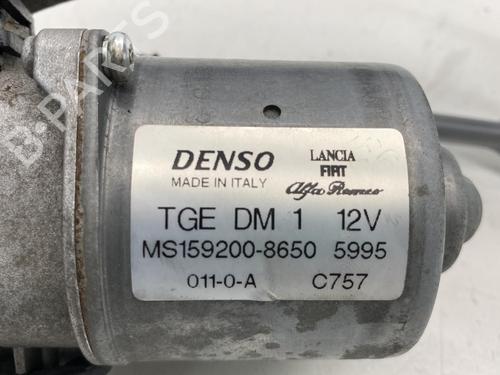 B-PARTS
DENSO LANCIA
FIAT
MADE IN ITALY Alfa Romeo
TGE DM 1 12V
MS159200-8650 5995
011-0-A C757